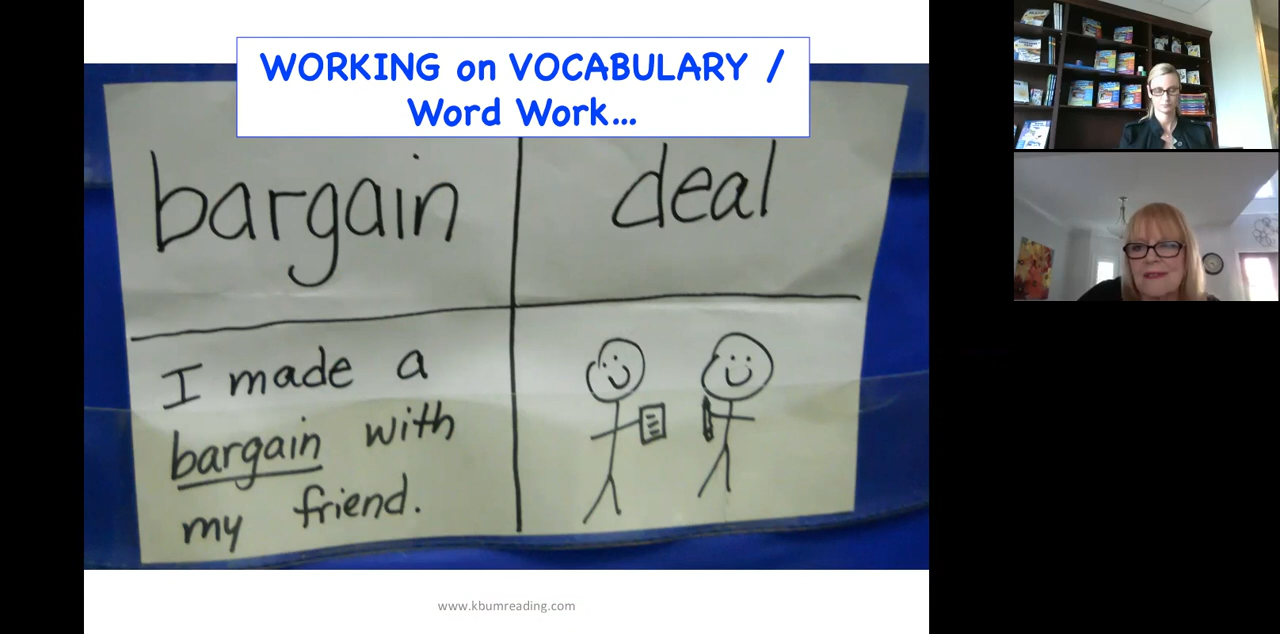 WORKING on VOCABULARY /
Word Work...
bargain
deal
I made a
bargain with
my friend.
www.kbumreading.com